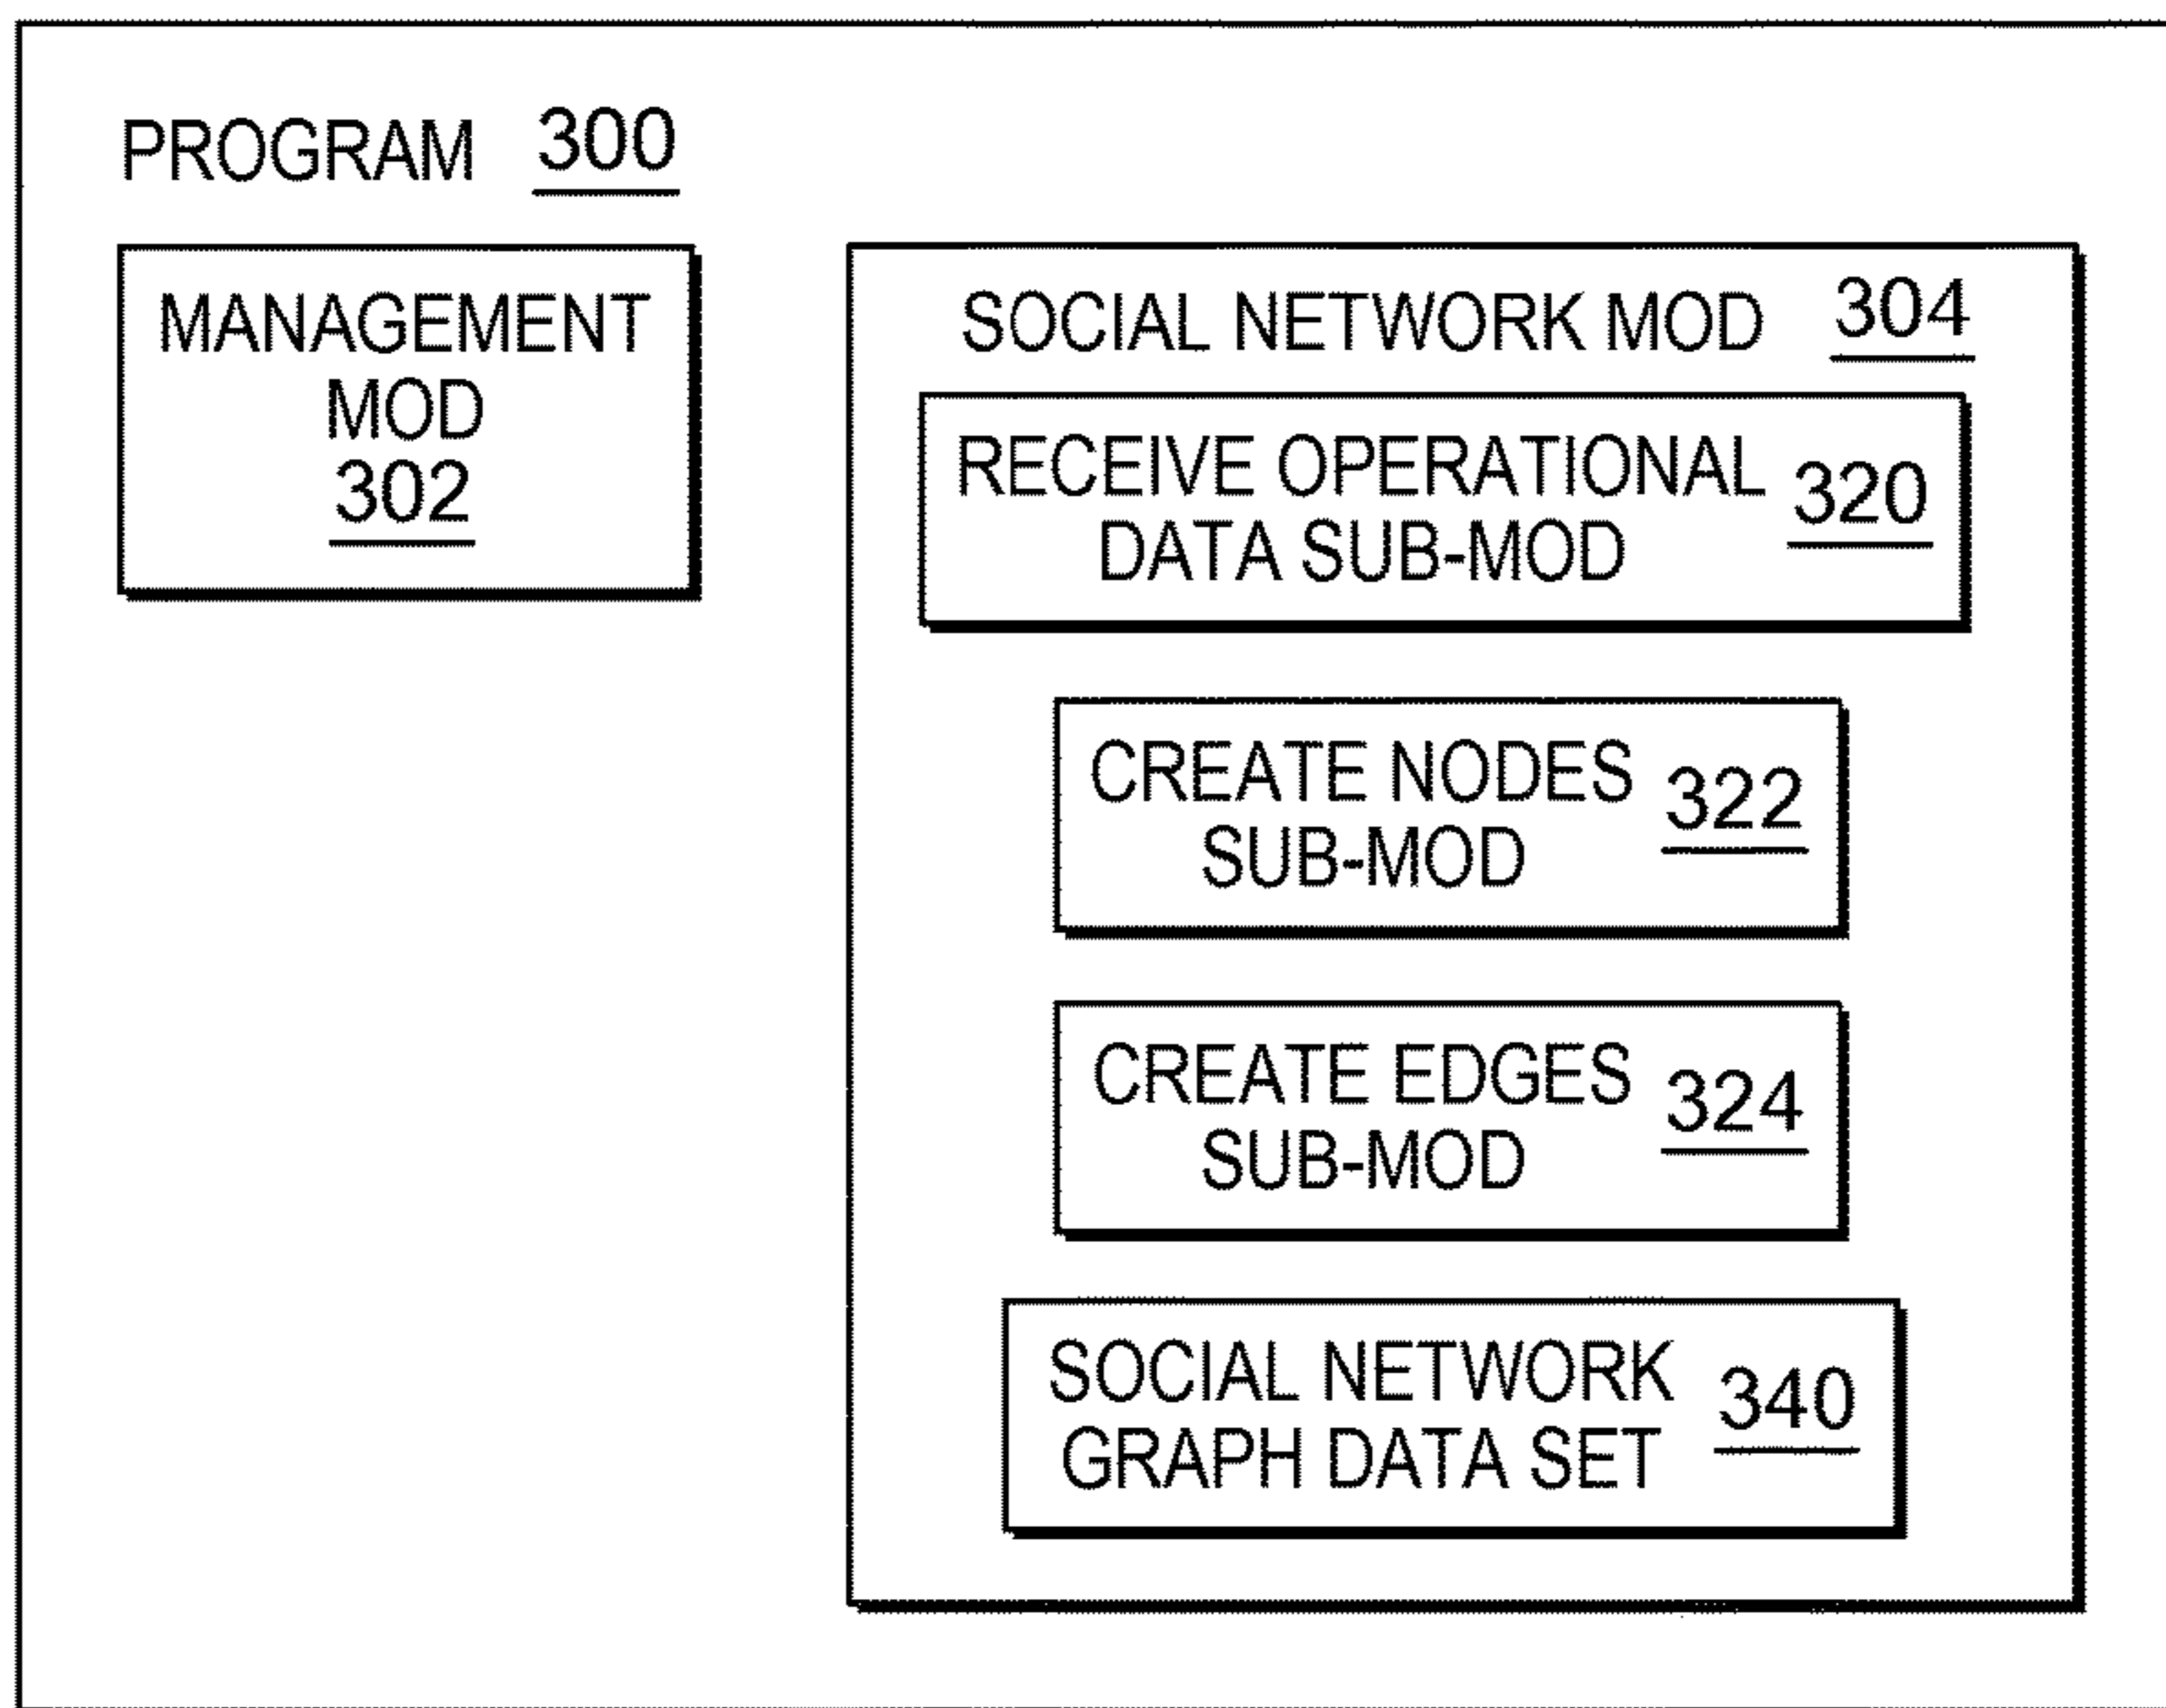 PROGRAM 300
MANAGEMENT
MOD
302
SOCIAL NETWORK MOD 304
RECEIVE OPERATIONAL
DATA SUB-MOD 320
CREATE NODES
SUB-MOD 322
CREATE EDGES
SUB-MOD 324
SOCIAL NETWORK
GRAPH DATA SET 340